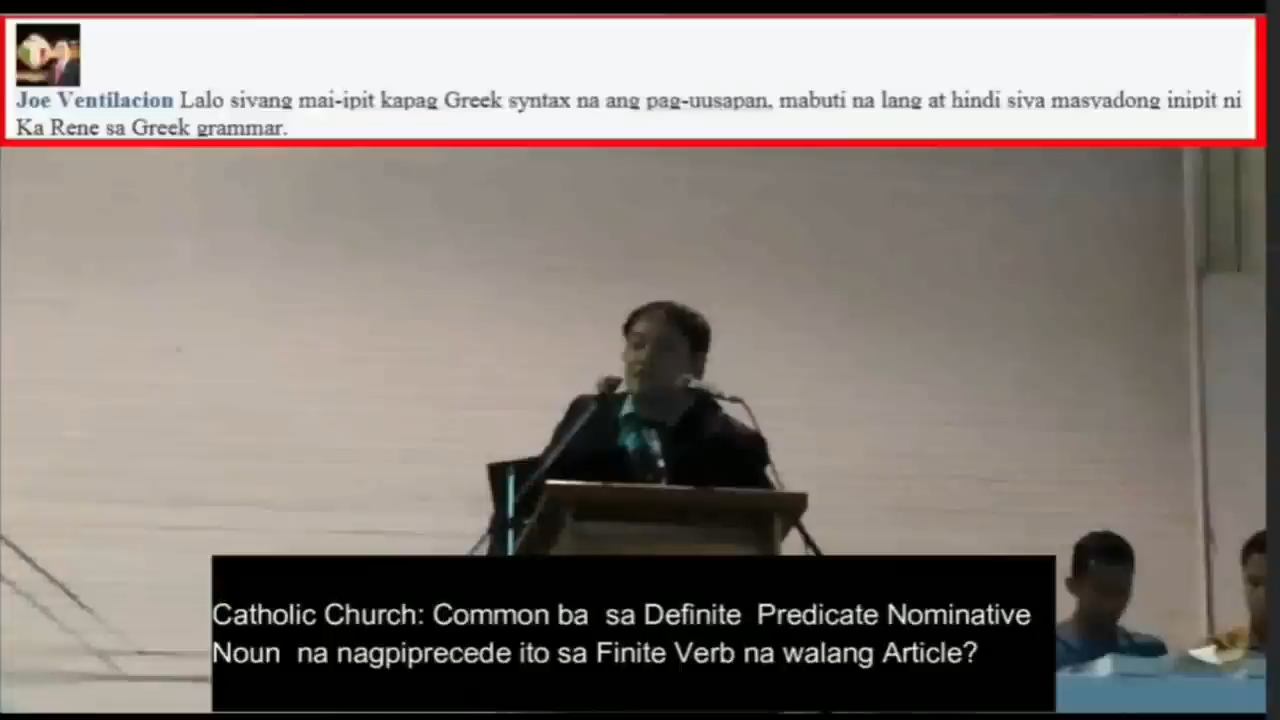 Joe Ventilacion Lalo siyang mai-ipit kapag Greek syntax na ang pag-uusapan, mabuti na lang at hindi siya masyadong inipit ni
Ka Rene sa Greek grammar.
Catholic Church: Common ba sa Definite Predicate Nominative
Noun na nagpiprecede ito sa Finite Verb na walang Article?